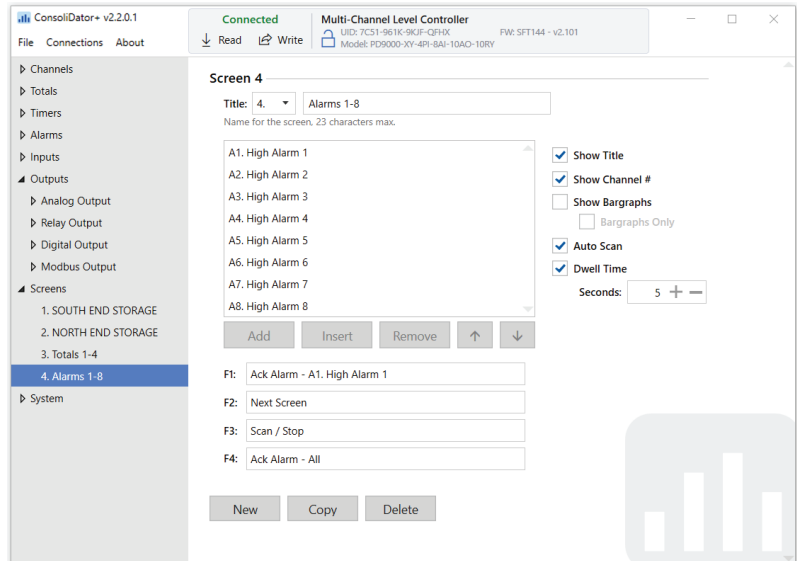 ConsoliDator+ v2.2.0.1
File Connections About
Connected
Read Write
Multi-Channel Level Controller
UID: 7C51-961K-9KJF-QFHX FW: SFT144 - v2.101
Model: PD9000-XY-4PI-8AI-10AO-10RY
Channels
Totals
Timers
Alarms
Inputs
Outputs
Analog Output
Relay Output
Digital Output
Modbus Output
Screens
1. SOUTH END STORAGE
2. NORTH END STORAGE
3. Totals 1-4
4. Alarms 1-8
System
Screen 4
Title: 4. Alarms 1-8
Name for the screen, 23 characters max.
A1. High Alarm 1
A2. High Alarm 2
A3. High Alarm 3
A4. High Alarm 4
A5. High Alarm 5
A6. High Alarm 6
A7. High Alarm 7
A8. High Alarm 8
Add Insert Remove
Show Title
Show Channel #
Show Bargraphs
Bargraphs Only
Auto Scan
Dwell Time
Seconds: 5
F1: Ack Alarm - A1. High Alarm 1
F2: Next Screen
F3: Scan / Stop
F4: Ack Alarm - All
New Copy Delete